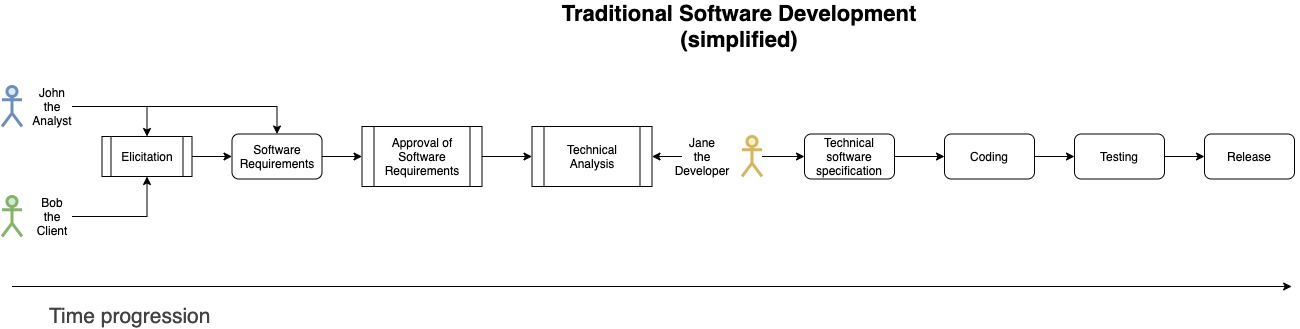 Traditional Software Development
(simplified)
John
the
Analyst
Elicitation
Bob
the
Client
Software
Requirements
Approval of
Software
Requirements
Technical
Analysis
Jane
the
Developer
Technical
software
specification
Coding
Testing
Release
Time progression